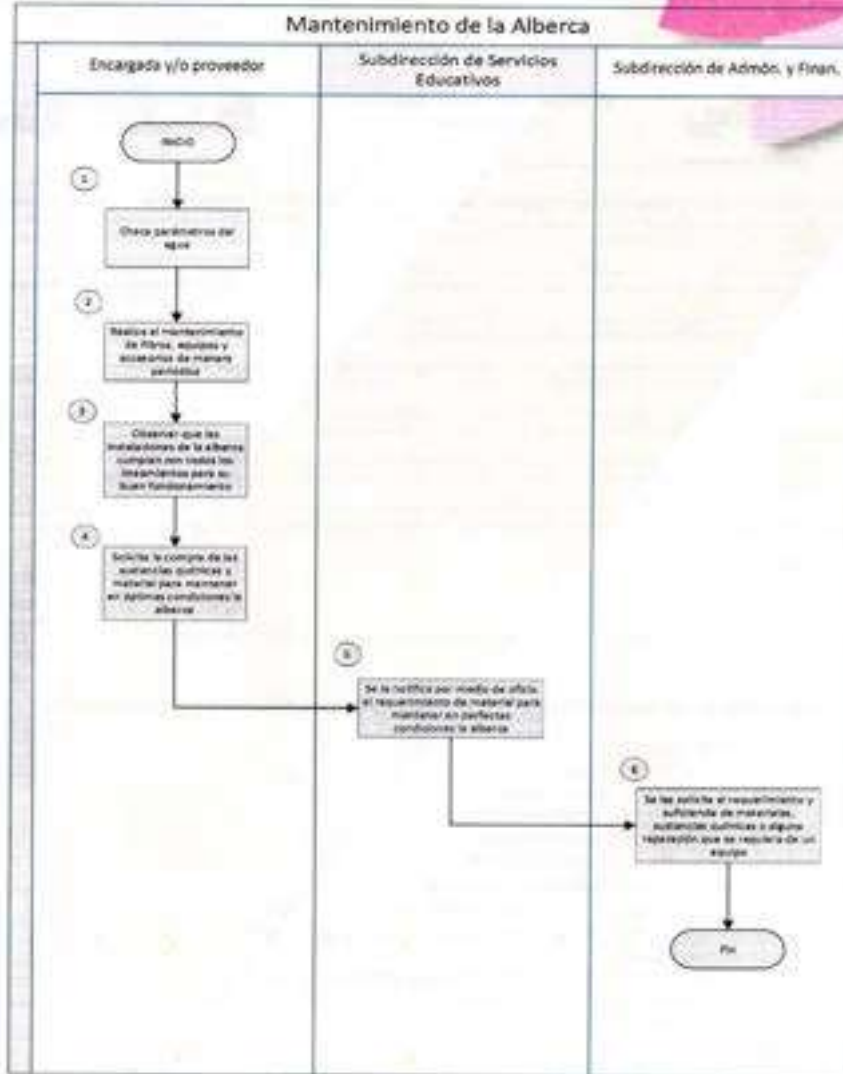 Mantenimiento de la Alberca
Encargada y/o proveedor
Subdirección de Servicios
Educativos
Subdirección de Admón. y Finan.
INICIO
1
Checa parámetros del
agua
2
Realiza el mantenimiento
de filtros, equipos y
accesorios de manera
periódica
3
Observar que las
instalaciones de la alberca
cumplan con todos los
lineamientos para su
buen funcionamiento
4
Solicita la compra de las
sustancias químicas y
material para mantener
en óptimas condiciones la
alberca
5
Se le notifica por medio de oficio
el requerimiento de material para
mantener en perfectas
condiciones la alberca
6
Se les solicita el requerimiento y
suficiencia de materiales,
sustancias químicas o alguna
reparación que se requiera de un
equipo
Fin